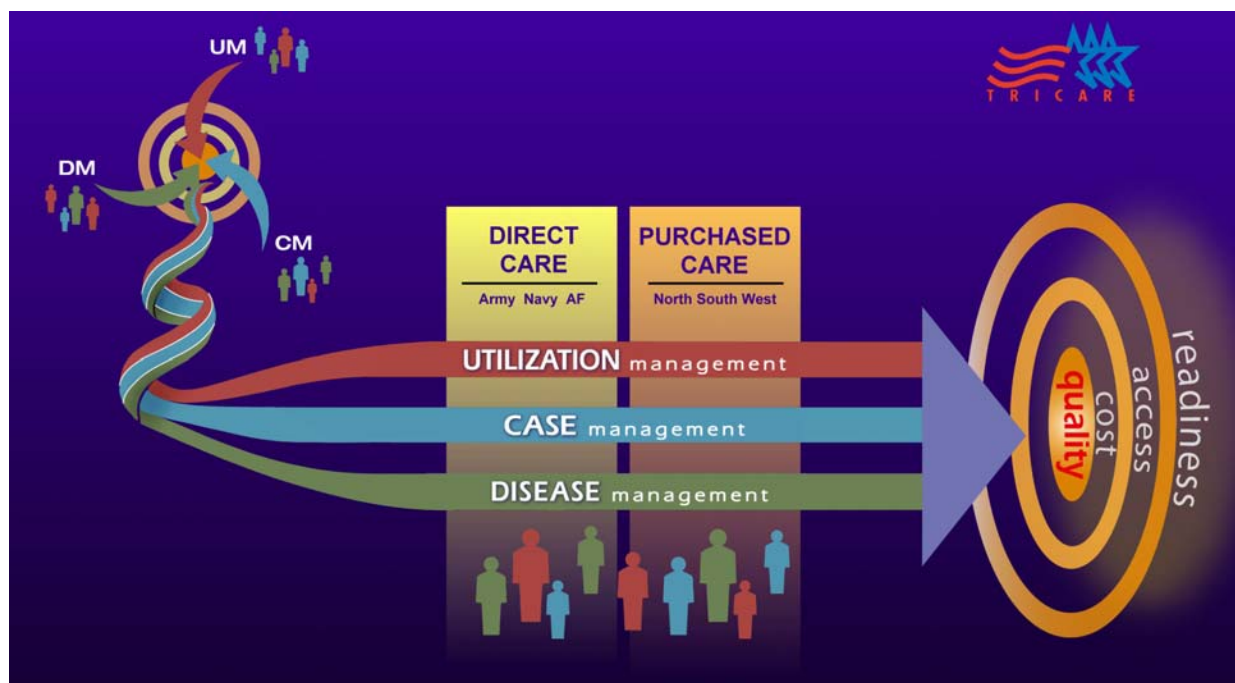 UM
TRICARE
DM
CM
DIRECT
CARE
Army Navy AF
PURCHASED
CARE
North South West
UTILIZATION management
CASE management
DISEASE management
quality
cost
access
readiness